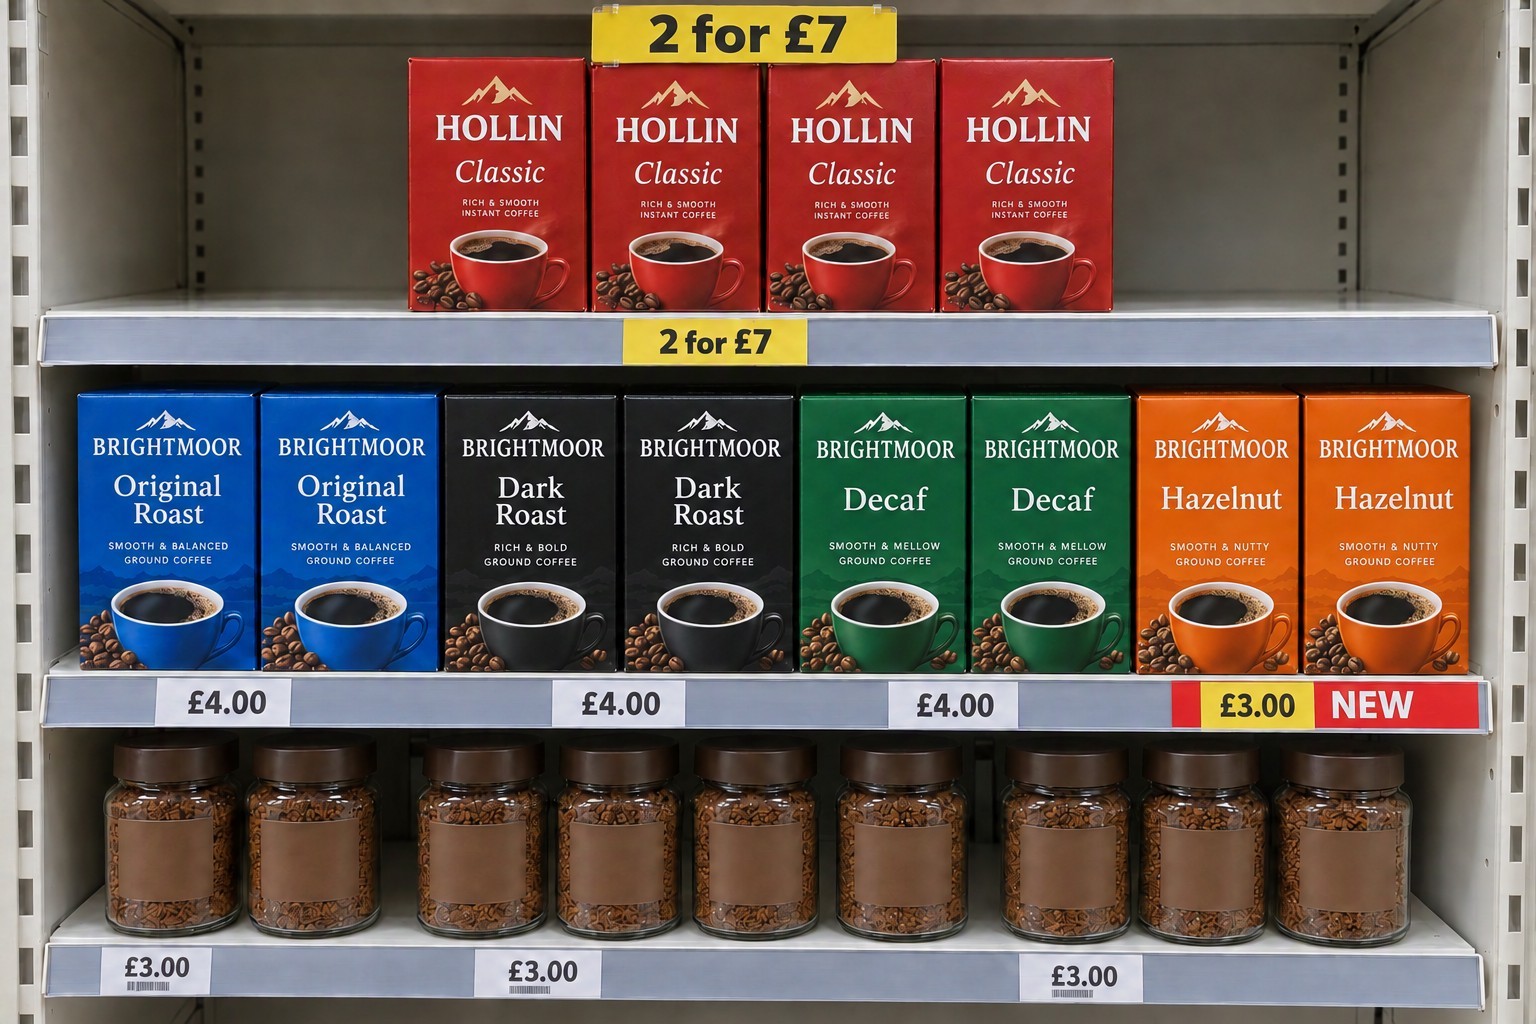 2 for £7
HOLLIN
Classic
RICH & SMOOTH
INSTANT COFFEE
HOLLIN
Classic
RICH & SMOOTH
INSTANT COFFEE
HOLLIN
Classic
RICH & SMOOTH
INSTANT COFFEE
HOLLIN
Classic
RICH & SMOOTH
INSTANT COFFEE
2 for £7
BRIGHTMOOR
Original
Roast
SMOOTH & BALANCED
GROUND COFFEE
BRIGHTMOOR
Original
Roast
SMOOTH & BALANCED
GROUND COFFEE
BRIGHTMOOR
Dark
Roast
RICH & BOLD
GROUND COFFEE
BRIGHTMOOR
Dark
Roast
RICH & BOLD
GROUND COFFEE
BRIGHTMOOR
Decaf
SMOOTH & MELLOW
GROUND COFFEE
BRIGHTMOOR
Decaf
SMOOTH & MELLOW
GROUND COFFEE
BRIGHTMOOR
Hazelnut
SMOOTH & NUTTY
GROUND COFFEE
BRIGHTMOOR
Hazelnut
SMOOTH & NUTTY
GROUND COFFEE
£4.00
£4.00
£4.00
£3.00 NEW
£3.00
£3.00
£3.00